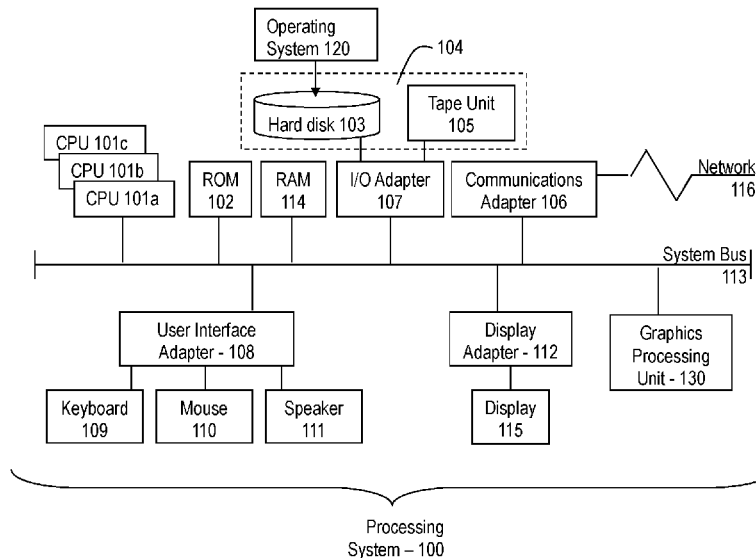 Operating
System 120
104
Hard disk 103
Tape Unit
105
CPU 101c
CPU 101b
CPU 101a
ROM
102
RAM
114
I/O Adapter
107
Communications
Adapter 106
Network
116
System Bus
113
User Interface
Adapter - 108
Display
Adapter - 112
Graphics
Processing
Unit - 130
Keyboard
109
Mouse
110
Speaker
111
Display
115
Processing
System – 100